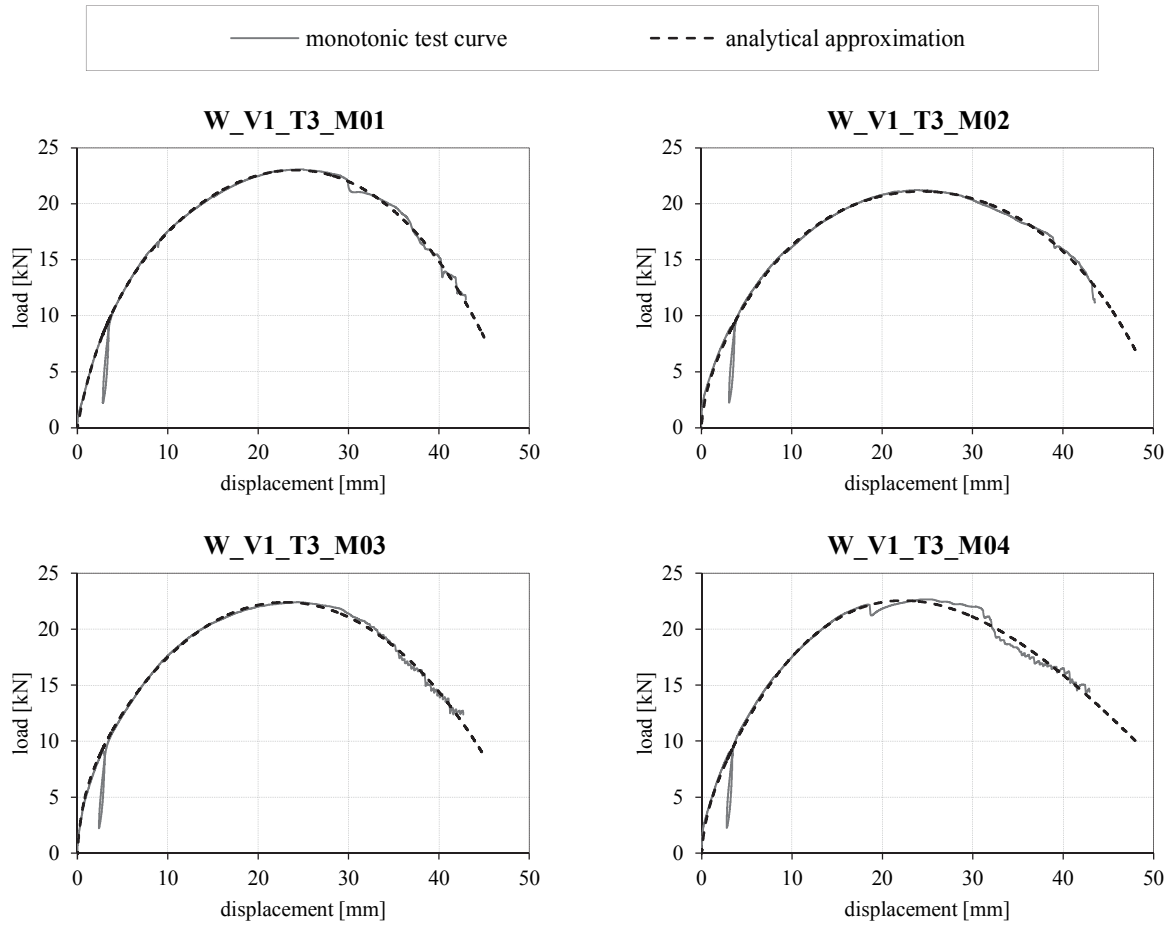 monotonic test curve analytical approximation
W_V1_T3_M01
25
20
15
10
5
0
load [kN]
0 10 20 30 40 50
displacement [mm]
W_V1_T3_M02
25
20
15
10
5
0
load [kN]
0 10 20 30 40 50
displacement [mm]
W_V1_T3_M03
25
20
15
10
5
0
load [kN]
0 10 20 30 40 50
displacement [mm]
W_V1_T3_M04
25
20
15
10
5
0
load [kN]
0 10 20 30 40 50
displacement [mm]